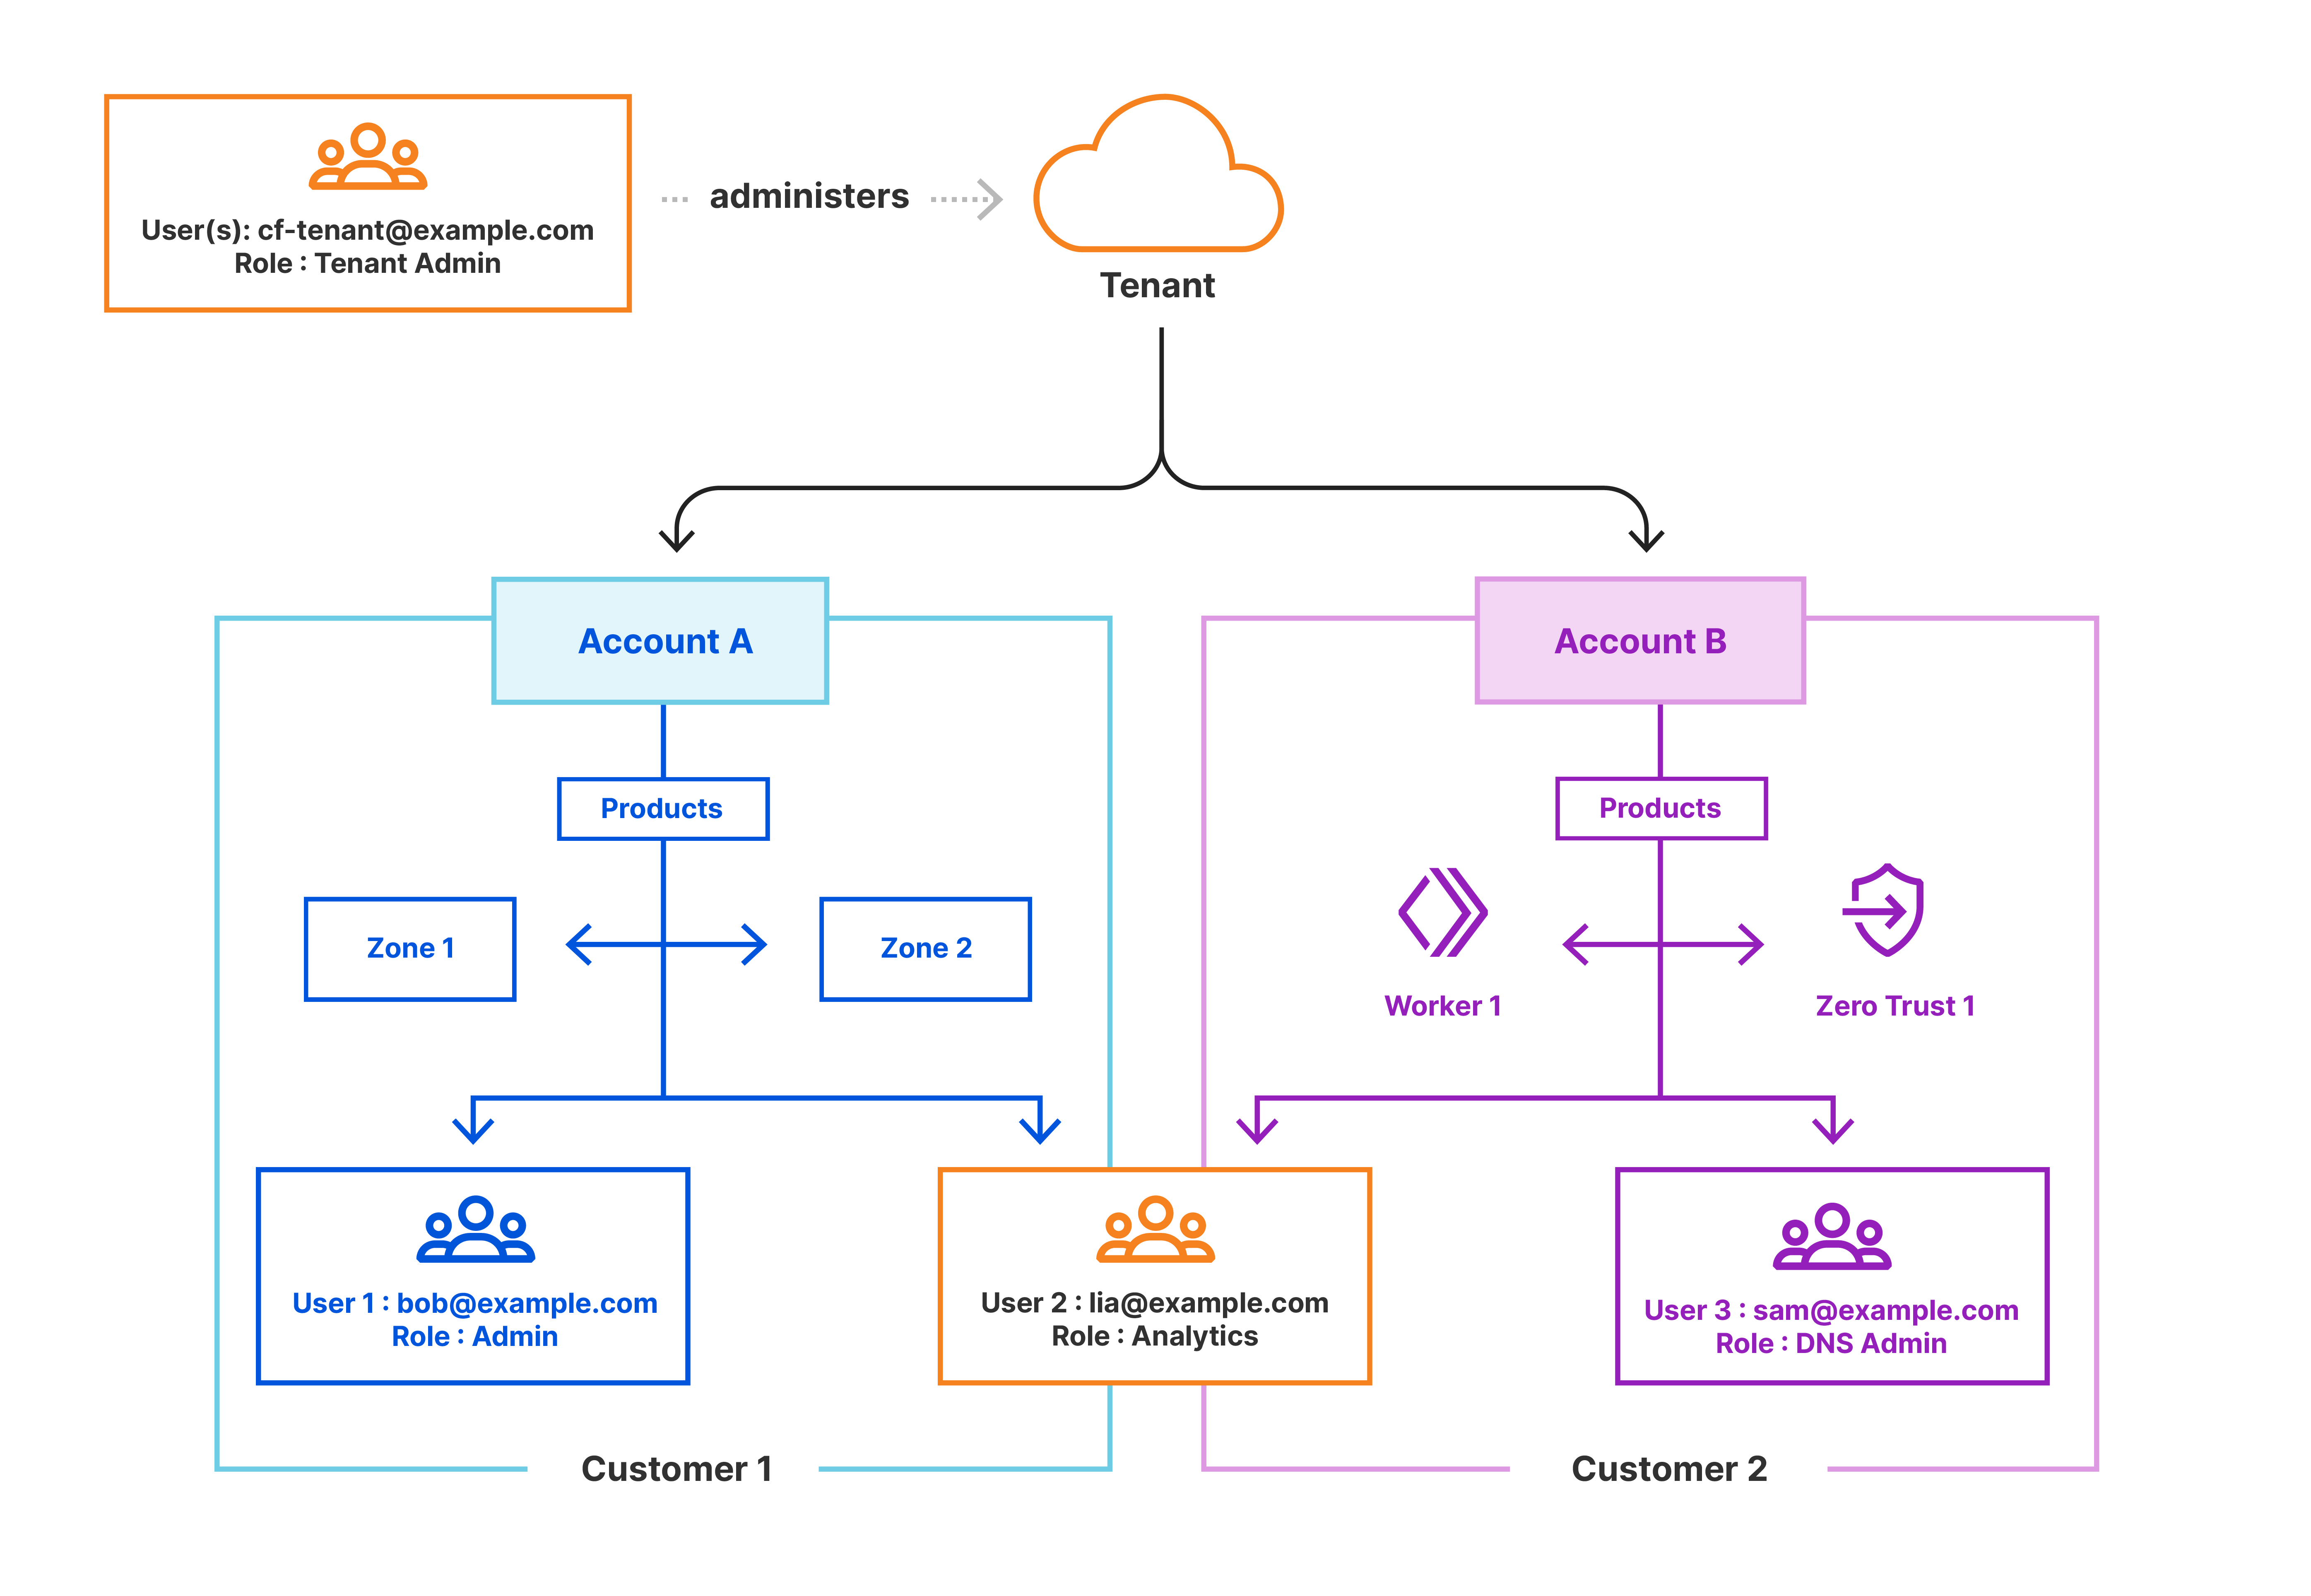 User(s): cf-tenant@example.com
Role : Tenant Admin
administers
Tenant
Account A
Account B
Products
Products
Zone 1
Zone 2
Worker 1
Zero Trust 1
User 1 : bob@example.com
Role : Admin
User 2 : lia@example.com
Role : Analytics
User 3 : sam@example.com
Role : DNS Admin
Customer 1
Customer 2